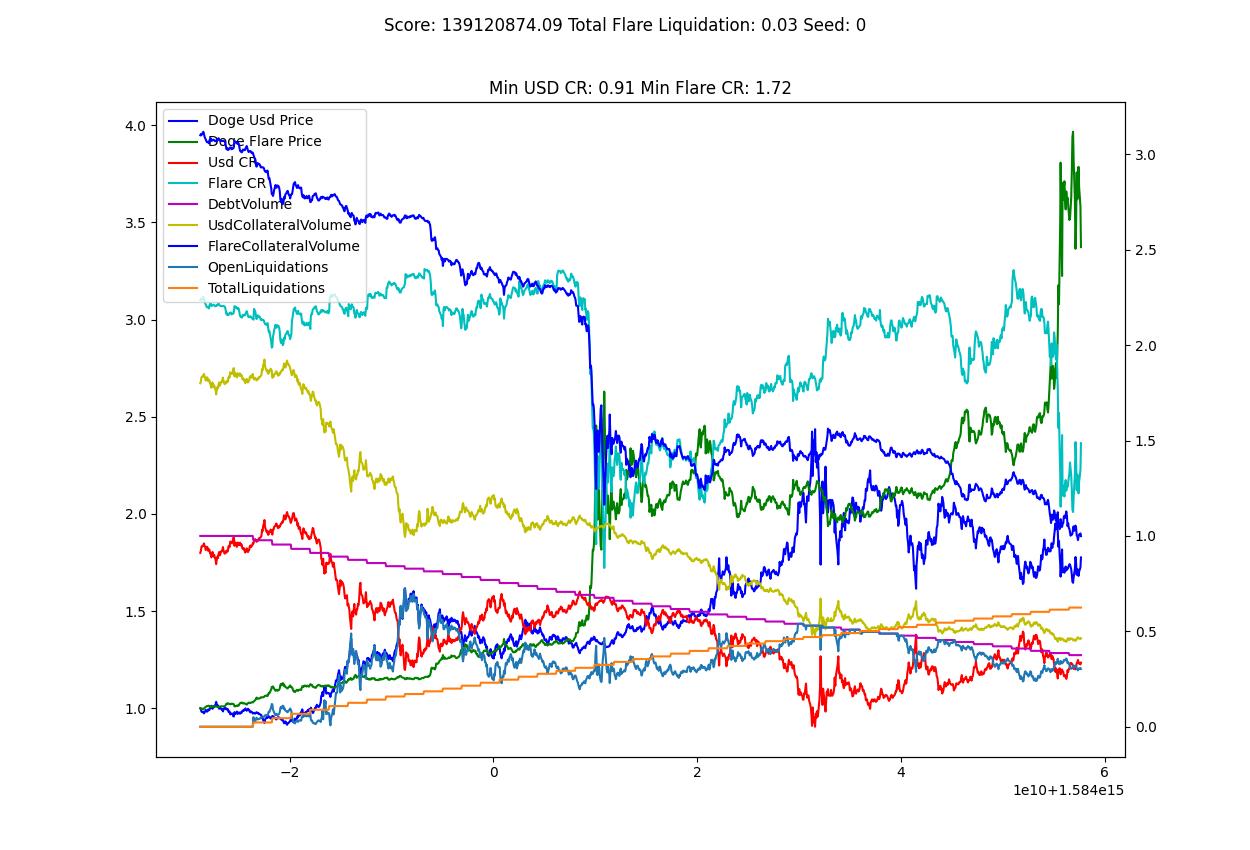 Score: 139120874.09 Total Flare Liquidation: 0.03 Seed: 0
Min USD CR: 0.91 Min Flare CR: 1.72
Doge Usd Price
Doge Flare Price
Usd CR
Flare CR
DebtVolume
UsdCollateralVolume
FlareCollateralVolume
OpenLiquidations
TotalLiquidations
4.0
3.5
3.0
2.5
2.0
1.5
1.0
3.0
2.5
2.0
1.5
1.0
0.5
0.0
−2
0
2
4
6
1e10+1.584e15